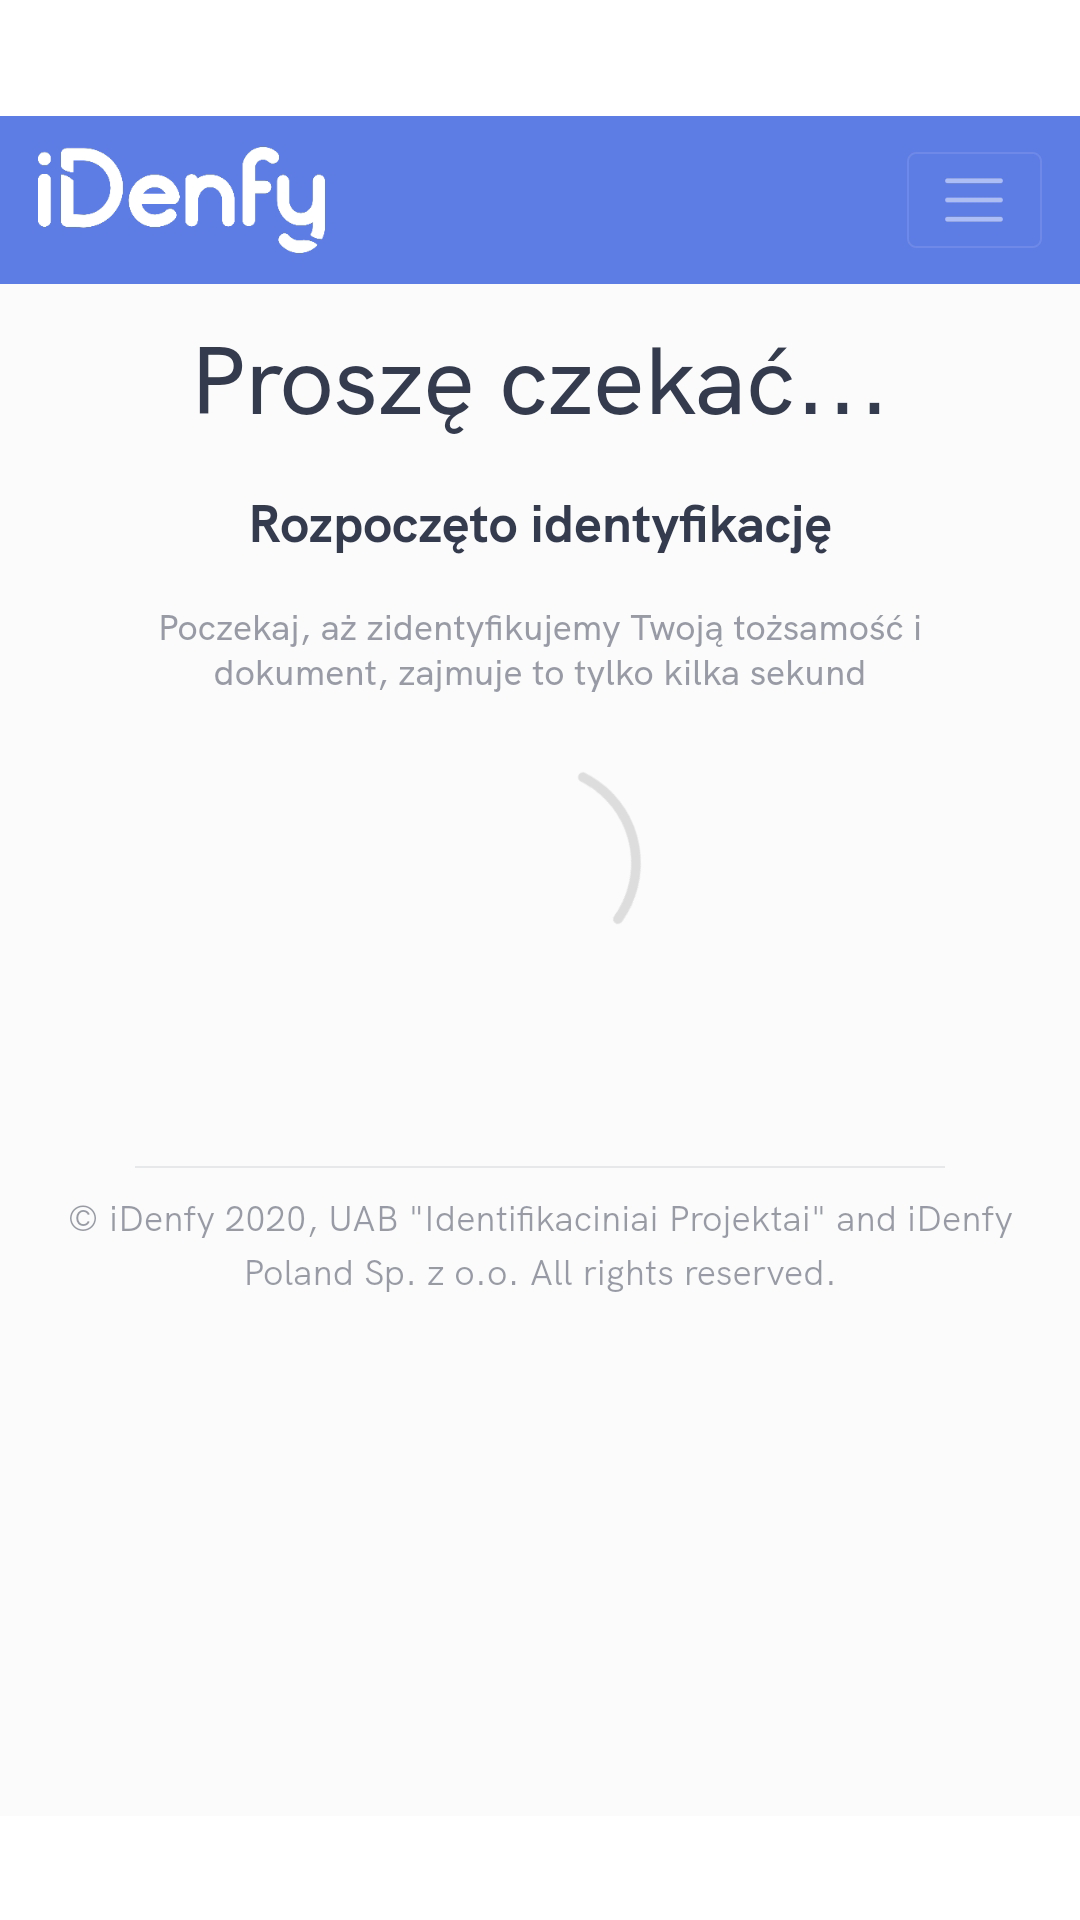 iDenfy
Proszę czekać...
Rozpoczęto identyfikację
Poczekaj, aż zidentyfikujemy Twoją tożsamość i
dokument, zajmuje to tylko kilka sekund
© iDenfy 2020, UAB "Identifikaciniai Projektai" and iDenfy
Poland Sp. z o.o. All rights reserved.